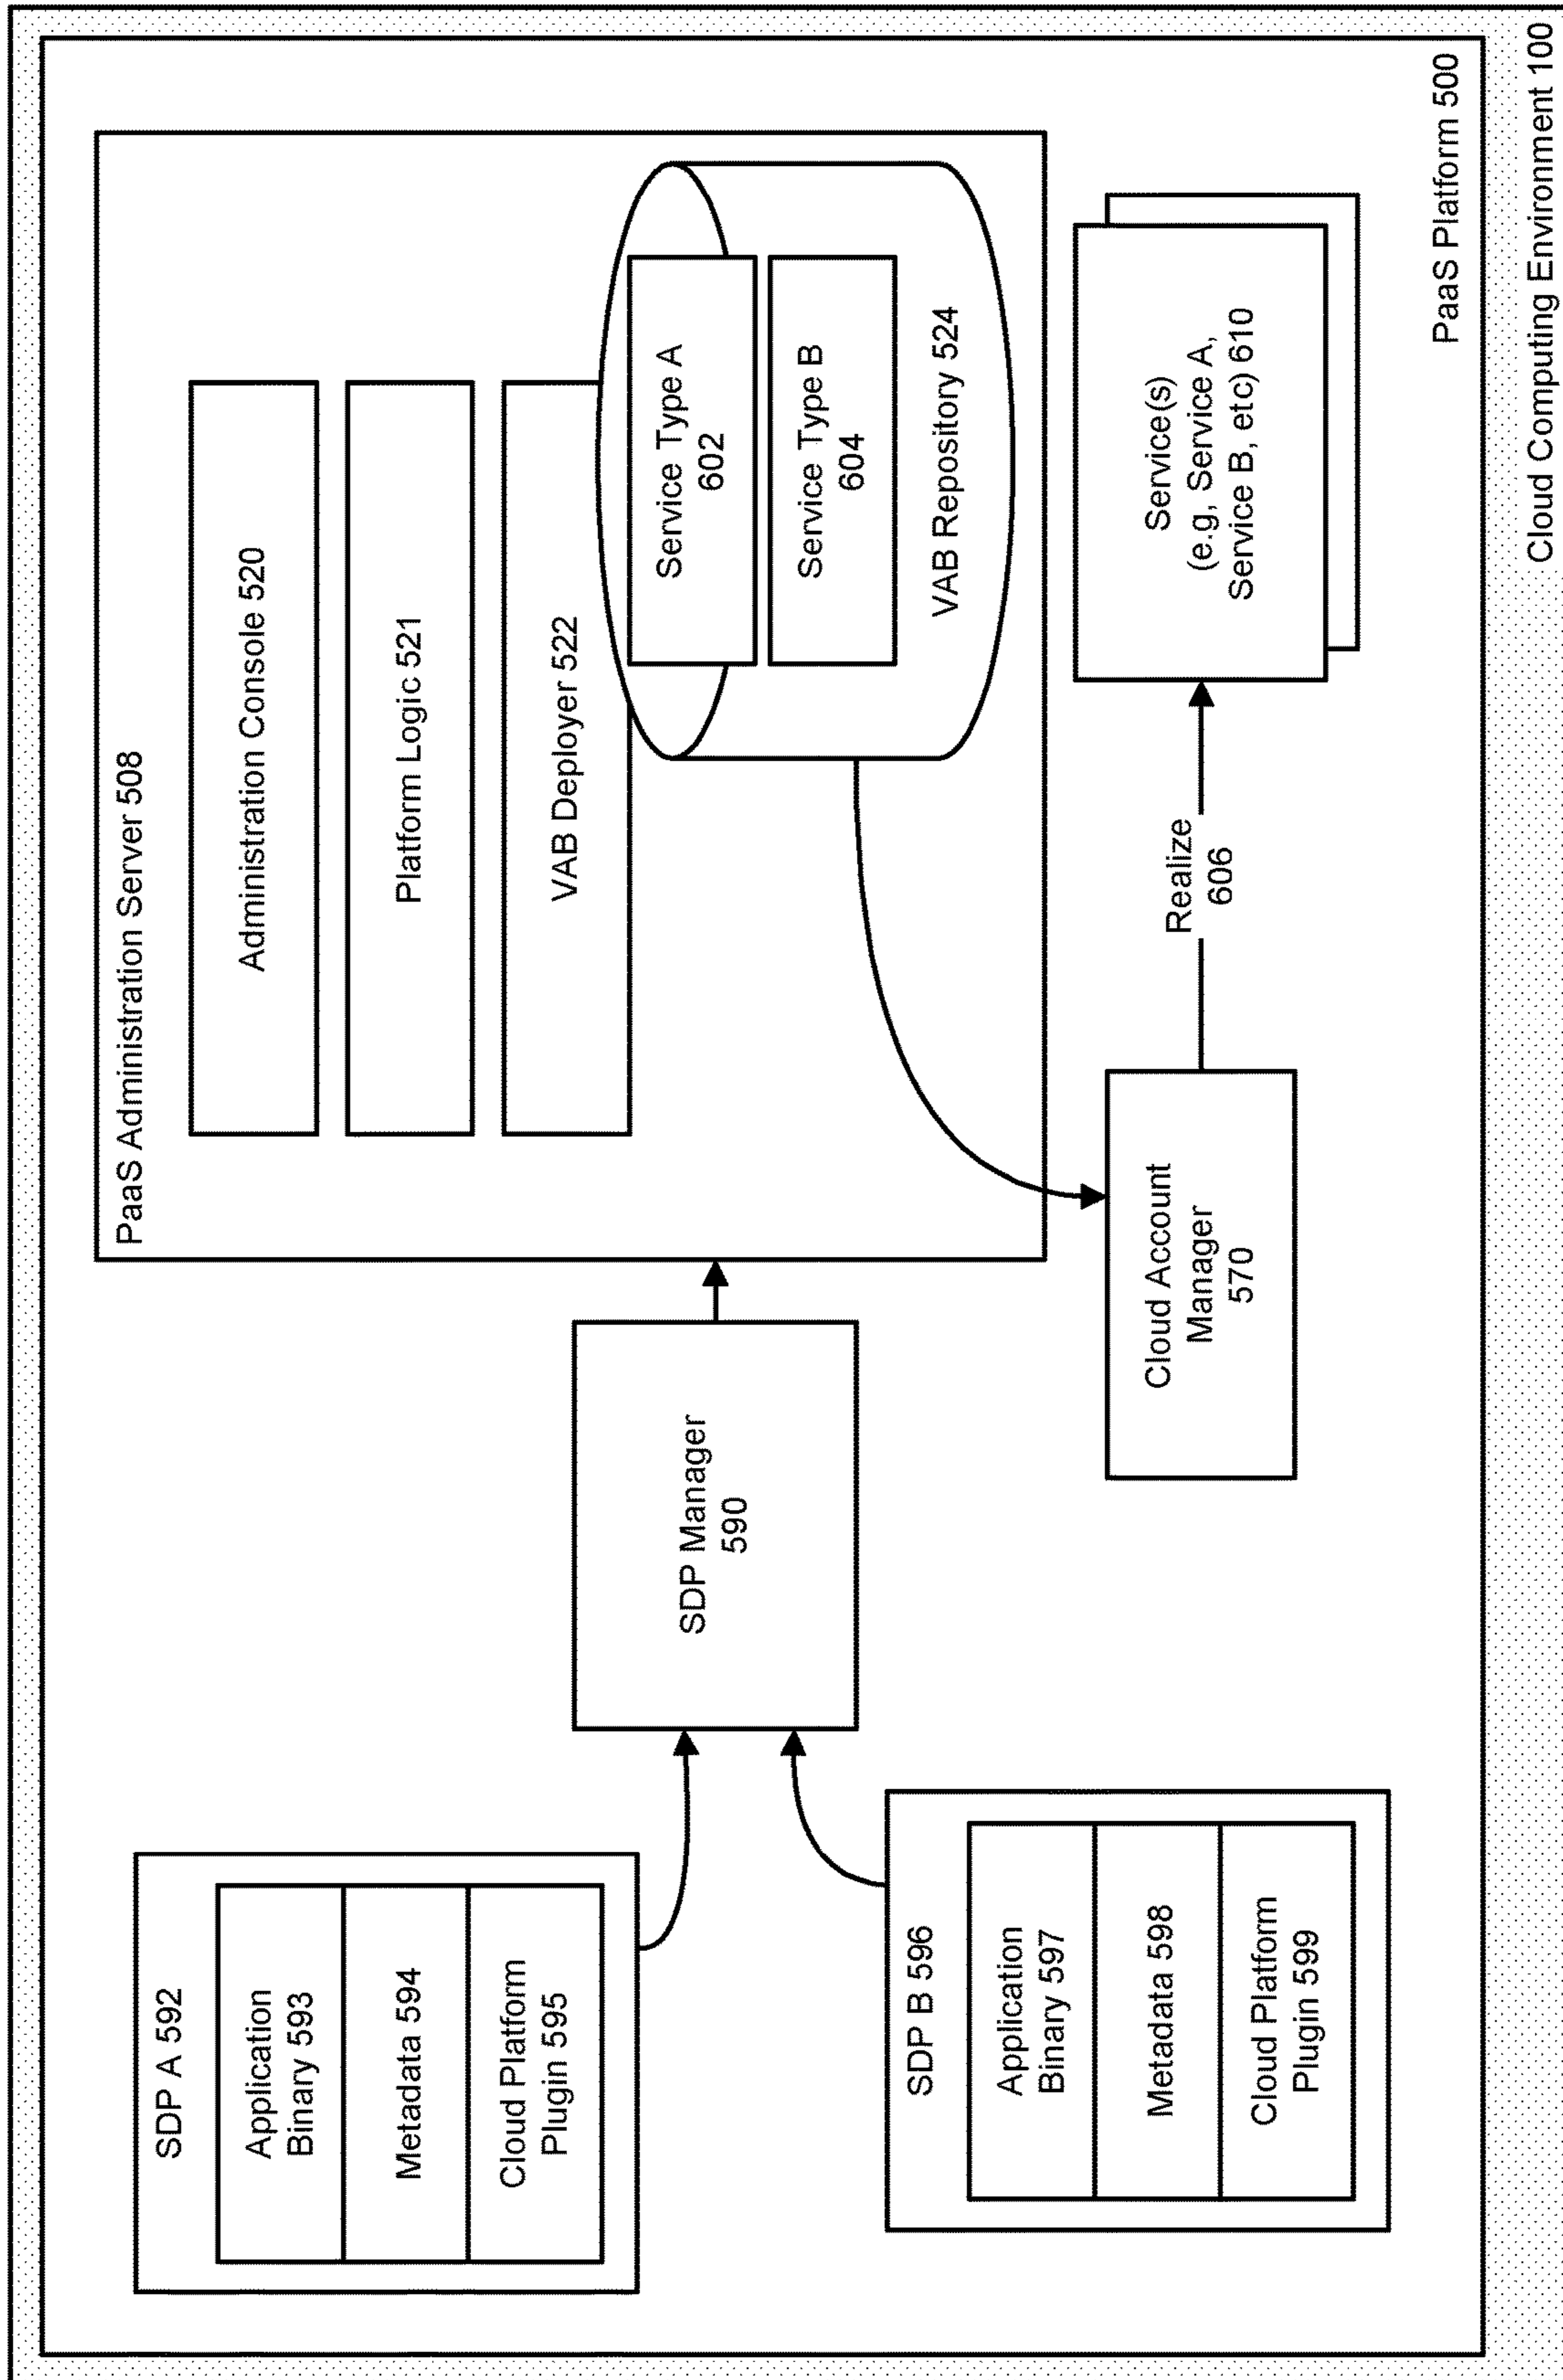 SDP A 592
Application
Binary 593
Metadata 594
Cloud Platform
Plugin 595
SDP B 596
Application
Binary 597
Metadata 598
Cloud Platform
Plugin 599
SDP Manager
590
PaaS Administration Server 508
Administration Console 520
Platform Logic 521
VAB Deployer 522
Service Type A
602
Service Type B
604
VAB Repository 524
Cloud Account
Manager
570
Realize
606
Service(s)
(e.g, Service A,
Service B, etc) 610
PaaS Platform 500
Cloud Computing Environment 100